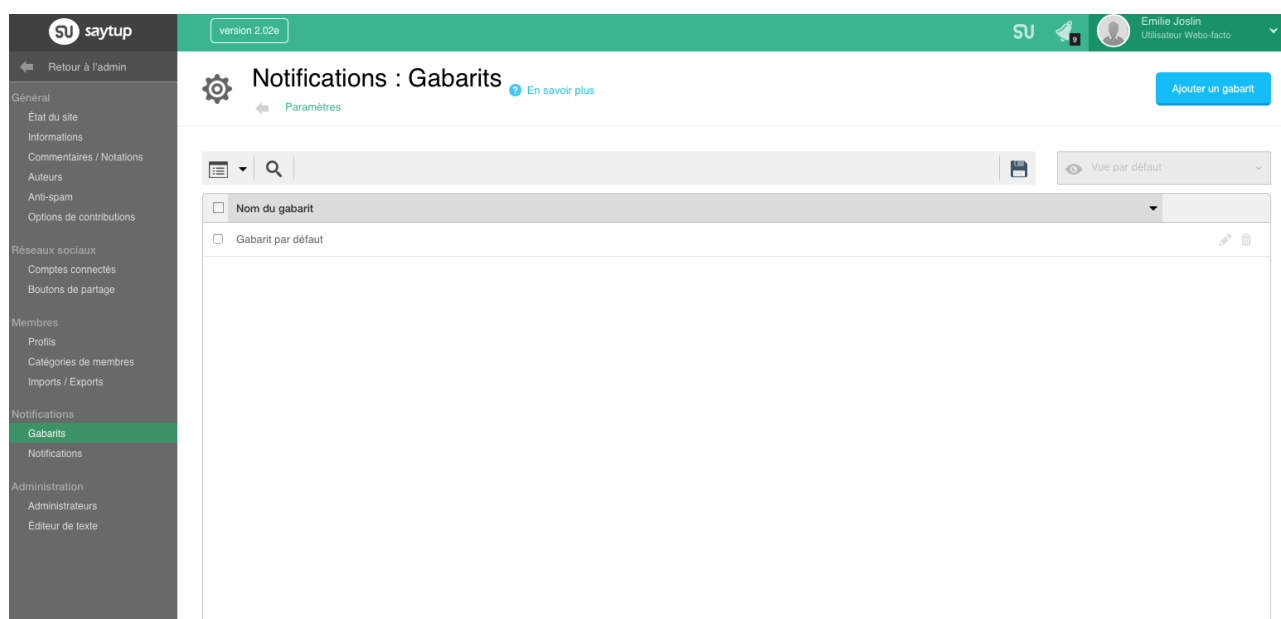 SU saytup
version 2.02e
SU
9
Emilie Joslin
Utilisateur Webo-facto
Retour à l'admin
Notifications : Gabarits
? En savoir plus
Paramètres
Ajouter un gabarit
Général
État du site
Informations
Commentaires / Notations
Auteurs
Anti-spam
Options de contributions
Réseaux sociaux
Comptes connectés
Boutons de partage
Membres
Profils
Catégories de membres
Imports / Exports
Notifications
Gabarits
Notifications
Administration
Administrateurs
Éditeur de texte
Vue par défaut
Nom du gabarit
Gabarit par défaut